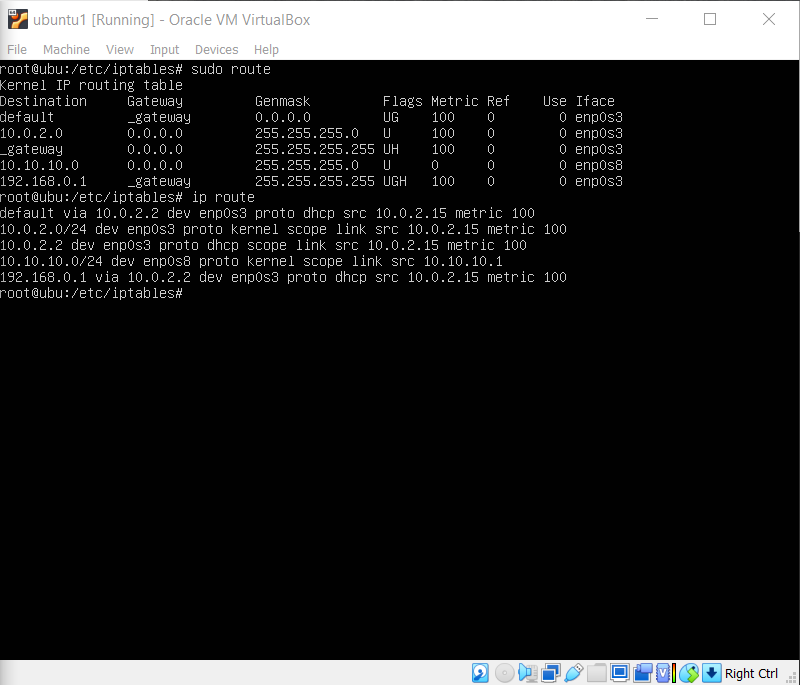 ubuntu1 [Running] - Oracle VM VirtualBox
File Machine View Input Devices Help
root@ubu:/etc/iptables# sudo route
Kernel IP routing table
Destination     Gateway         Genmask         Flags Metric Ref    Use Iface
default         _gateway        0.0.0.0         UG    100    0        0 enp0s3
10.0.2.0        0.0.0.0         255.255.255.0   U     100    0        0 enp0s3
_gateway        0.0.0.0         255.255.255.255 UH    100    0        0 enp0s3
10.10.10.0      0.0.0.0         255.255.255.0   U     0      0        0 enp0s8
192.168.0.1     _gateway        255.255.255.255 UGH   100    0        0 enp0s3
root@ubu:/etc/iptables# ip route
default via 10.0.2.2 dev enp0s3 proto dhcp src 10.0.2.15 metric 100
10.0.2.0/24 dev enp0s3 proto kernel scope link src 10.0.2.15 metric 100
10.0.2.2 dev enp0s3 proto dhcp scope link src 10.0.2.15 metric 100
10.10.10.0/24 dev enp0s8 proto kernel scope link src 10.10.10.1
192.168.0.1 via 10.0.2.2 dev enp0s3 proto dhcp src 10.0.2.15 metric 100
root@ubu:/etc/iptables#
Right Ctrl